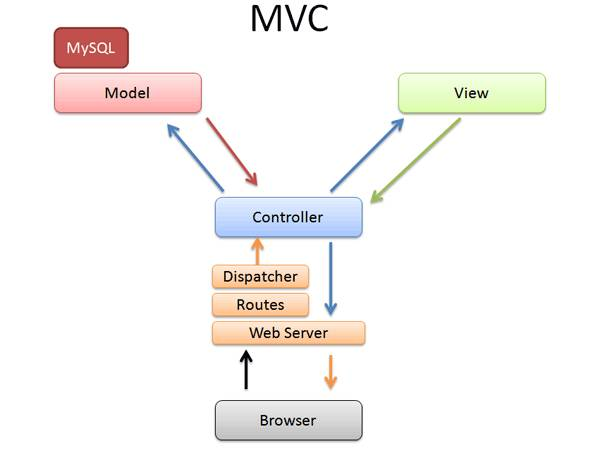 MVC
MySQL
Model
View
Controller
Dispatcher
Routes
Web Server
Browser